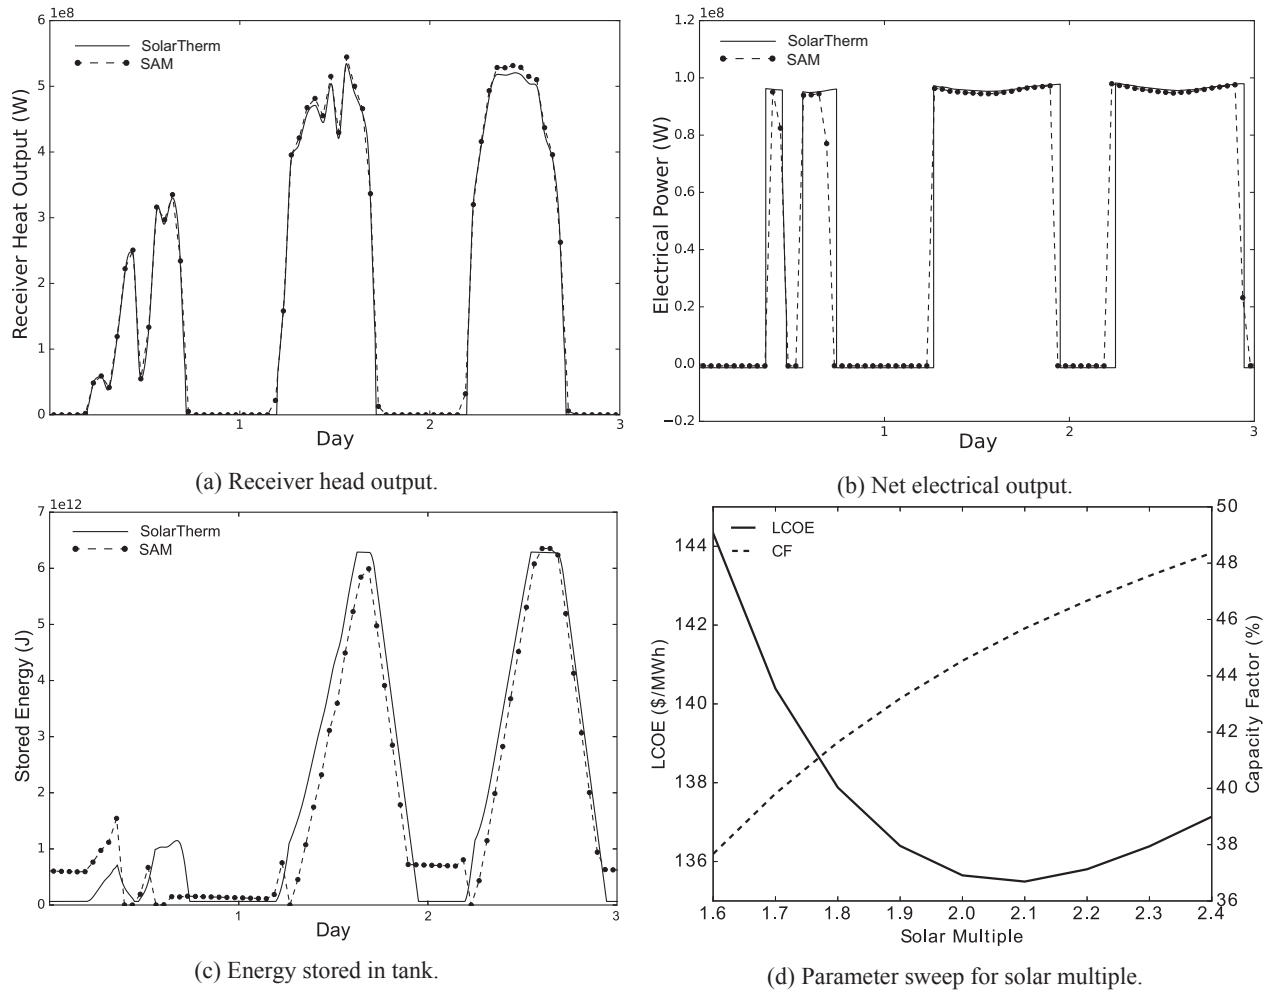 1e8
6
SolarTherm
SAM
5
4
3
2
1
0
Receiver Heat Output (W)
1
2
3
Day
(a) Receiver head output.
1e8
1.2
SolarTherm
SAM
1.0
0.8
0.6
0.4
0.2
0.0
−0.2
Electrical Power (W)
1
2
3
Day
(b) Net electrical output.
1e12
7
SolarTherm
SAM
6
5
4
3
2
1
0
Stored Energy (J)
1
2
3
Day
(c) Energy stored in tank.
LCOE
CF
144
142
140
138
136
LCOE ($/MWh)
50
48
46
44
42
40
38
36
Capacity Factor (%)
1.6 1.7 1.8 1.9 2.0 2.1 2.2 2.3 2.4
Solar Multiple
(d) Parameter sweep for solar multiple.